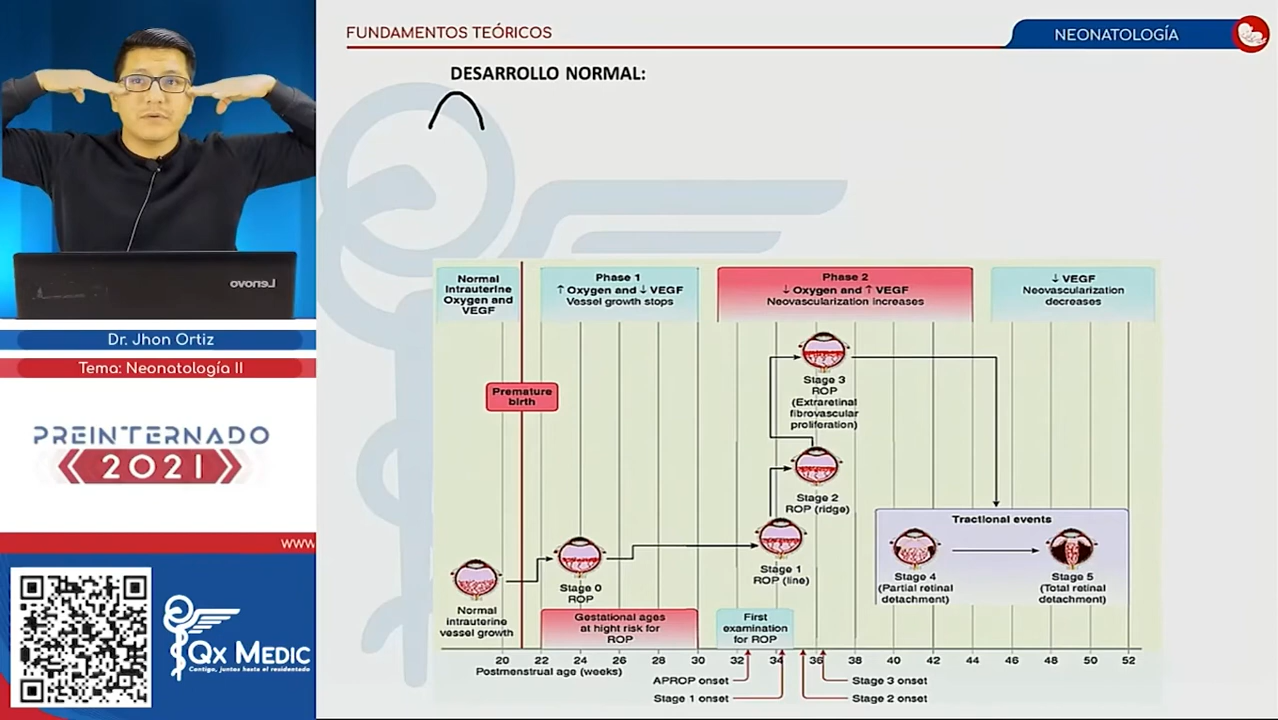 FUNDAMENTOS TEÓRICOS
NEONATOLOGÍA
DESARROLLO NORMAL:
lenovo
Dr. Jhon Ortiz
Tema: Neonatología II
PREINTERNADO
2021
www
QX MEDIC
Contigo, juntos hasta el residentado
Normal
Intrauterine
Oxygen and
VEGF
Phase 1
↑ Oxygen and ↓ VEGF
Vessel growth stops
Phase 2
↓ Oxygen and ↑ VEGF
Neovascularization increases
↓ VEGF
Neovascularization
decreases
Premature
birth
Stage 3
ROP
(Extraretinal
fibrovascular
proliferation)
Stage 2
ROP (ridge)
Stage 1
ROP (line)
Stage 0
ROP
Normal
intrauterine
vessel growth
Tractional events
Stage 4
(Partial retinal
detachment)
Stage 5
(Total retinal
detachment)
Gestational ages
at hight risk for
ROP
First
examination
for ROP
20 22 24 26 28 30 32 34 36 38 40 42 44 46 48 50 52
Postmenstrual age (weeks)
APROP onset
Stage 3 onset
Stage 1 onset
Stage 2 onset